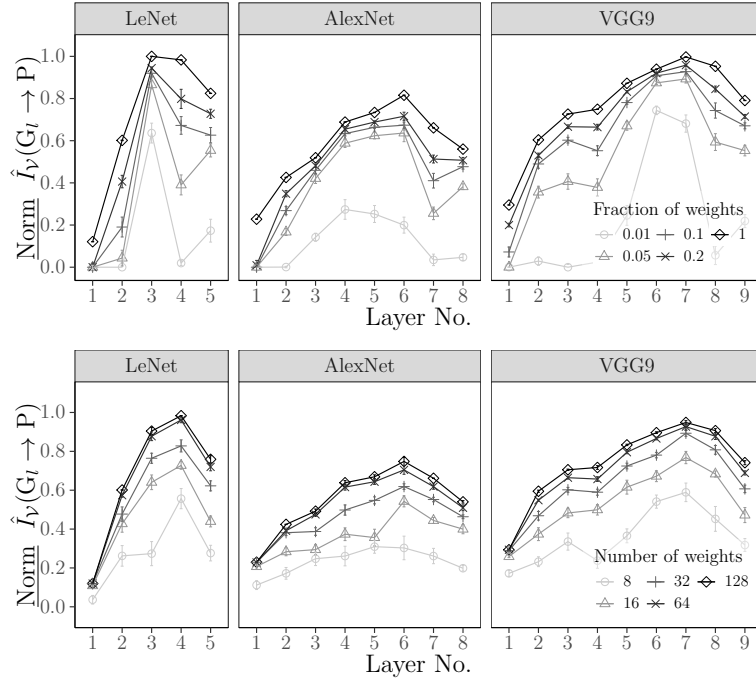 LeNet AlexNet VGG9
Norm Î𝒱(Gₗ → P)
1.0
0.8
0.6
0.4
0.2
0.0
Fraction of weights
0.01 0.1 1
0.05 0.2
1 2 3 4 5 1 2 3 4 5 6 7 8 1 2 3 4 5 6 7 8 9
Layer No.
LeNet AlexNet VGG9
Norm Î𝒱(Gₗ → P)
1.0
0.8
0.6
0.4
0.2
0.0
Number of weights
8 32 128
16 64
1 2 3 4 5 1 2 3 4 5 6 7 8 1 2 3 4 5 6 7 8 9
Layer No.